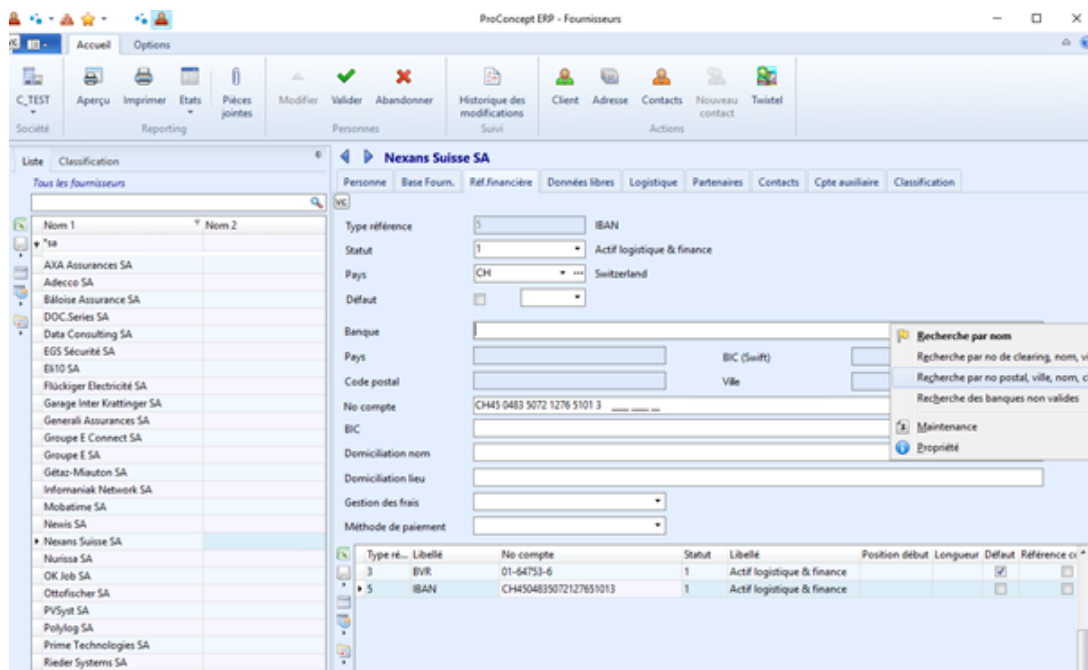 ProConcept ERP - Fournisseurs
Accueil Options
C_TEST Aperçu Imprimer Etats Pièces jointes Modifier Valider Abandonner Historique des modifications Client Adresse Contacts Nouveau contact Twixtel
Société Reporting Personnes Suivi Actions
Liste Classification
Tous les fournisseurs
Nexans Suisse SA
Personne Base Fourn. Réf.financière Données libres Logistique Partenaires Contacts Cpte auxiliaire Classification
VC
Nom 1 Nom 2
*sa
AXA Assurances SA
Adecco SA
Bâloise Assurance SA
DOC.Series SA
Data Consulting SA
EGS Sécurité SA
Eli10 SA
Flückiger Electricité SA
Garage Inter Krattinger SA
Generali Assurances SA
Groupe E Connect SA
Groupe E SA
Gétaz-Miauton SA
Infomaniak Network SA
Mobatime SA
Newis SA
Nexans Suisse SA
Nurissa SA
OK Job SA
Ottofischer SA
PVSyst SA
Polylog SA
Prime Technologies SA
Rieder Systems SA
Type référence 5 IBAN
Statut 1 Actif logistique & finance
Pays CH Switzerland
Défaut
Banque
Pays BIC (Swift)
Code postal Ville
No compte CH45 0483 5072 1276 5101 3
BIC
Domiciliation nom
Domiciliation lieu
Gestion des frais
Méthode de paiement
Recherche par nom
Recherche par no de clearing, nom, vi
Recherche par no postal, ville, nom, c
Recherche des banques non valides
Maintenance
Propriété
Type ré... Libellé No compte Statut Libellé Position début Longueur Défaut Référence co
3 BVR 01-64753-6 1 Actif logistique & finance
5 IBAN CH4504835072127651013 1 Actif logistique & finance